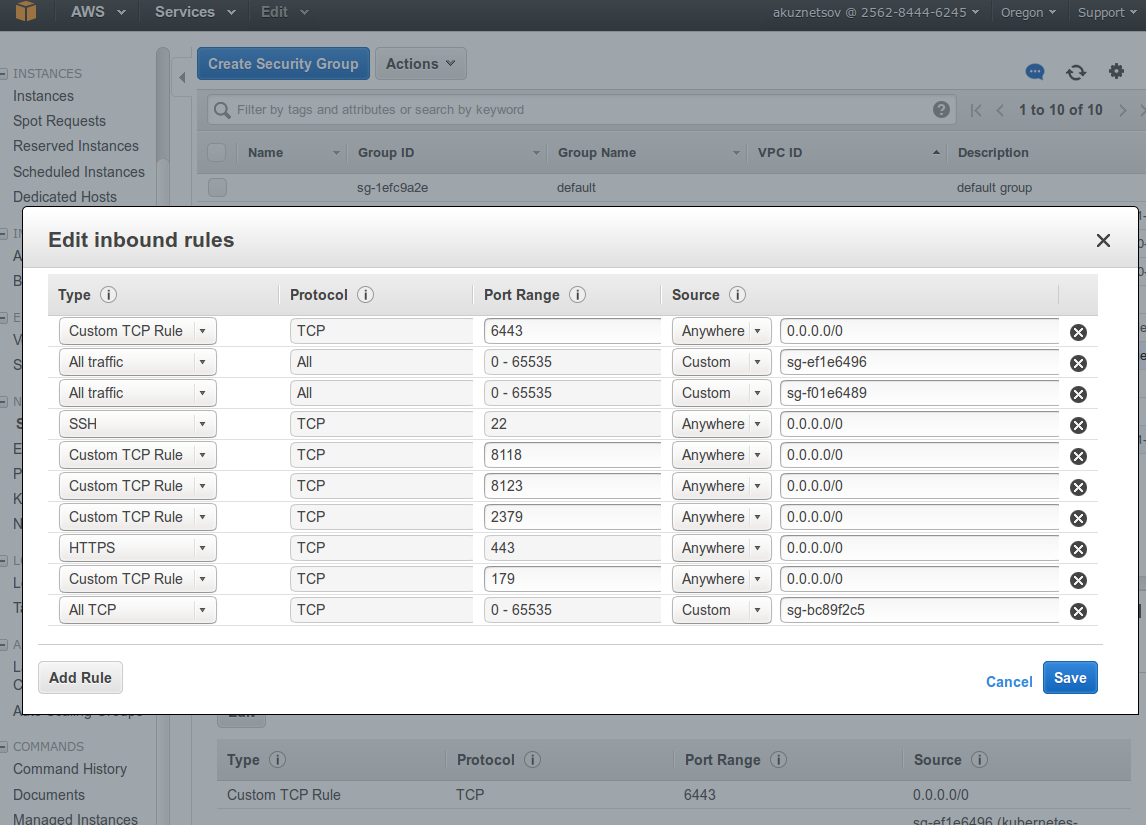 AWS Services Edit akuznetsov @ 2562-8444-6245 Oregon Support
INSTANCES
Instances
Spot Requests
Reserved Instances
Scheduled Instances
Dedicated Hosts
Create Security Group Actions
Filter by tags and attributes or search by keyword
1 to 10 of 10
Name Group ID Group Name VPC ID Description
sg-1efc9a2e default default group
Edit inbound rules
Type Protocol Port Range Source
Custom TCP Rule TCP 6443 Anywhere 0.0.0.0/0
All traffic All 0 - 65535 Custom sg-ef1e6496
All traffic All 0 - 65535 Custom sg-f01e6489
SSH TCP 22 Anywhere 0.0.0.0/0
Custom TCP Rule TCP 8118 Anywhere 0.0.0.0/0
Custom TCP Rule TCP 8123 Anywhere 0.0.0.0/0
Custom TCP Rule TCP 2379 Anywhere 0.0.0.0/0
HTTPS TCP 443 Anywhere 0.0.0.0/0
Custom TCP Rule TCP 179 Anywhere 0.0.0.0/0
All TCP TCP 0 - 65535 Custom sg-bc89f2c5
Add Rule Cancel Save
COMMANDS
Command History
Documents
Managed Instances
Type Protocol Port Range Source
Custom TCP Rule TCP 6443 0.0.0.0/0
sg-ef1e6496 (kubernetes-